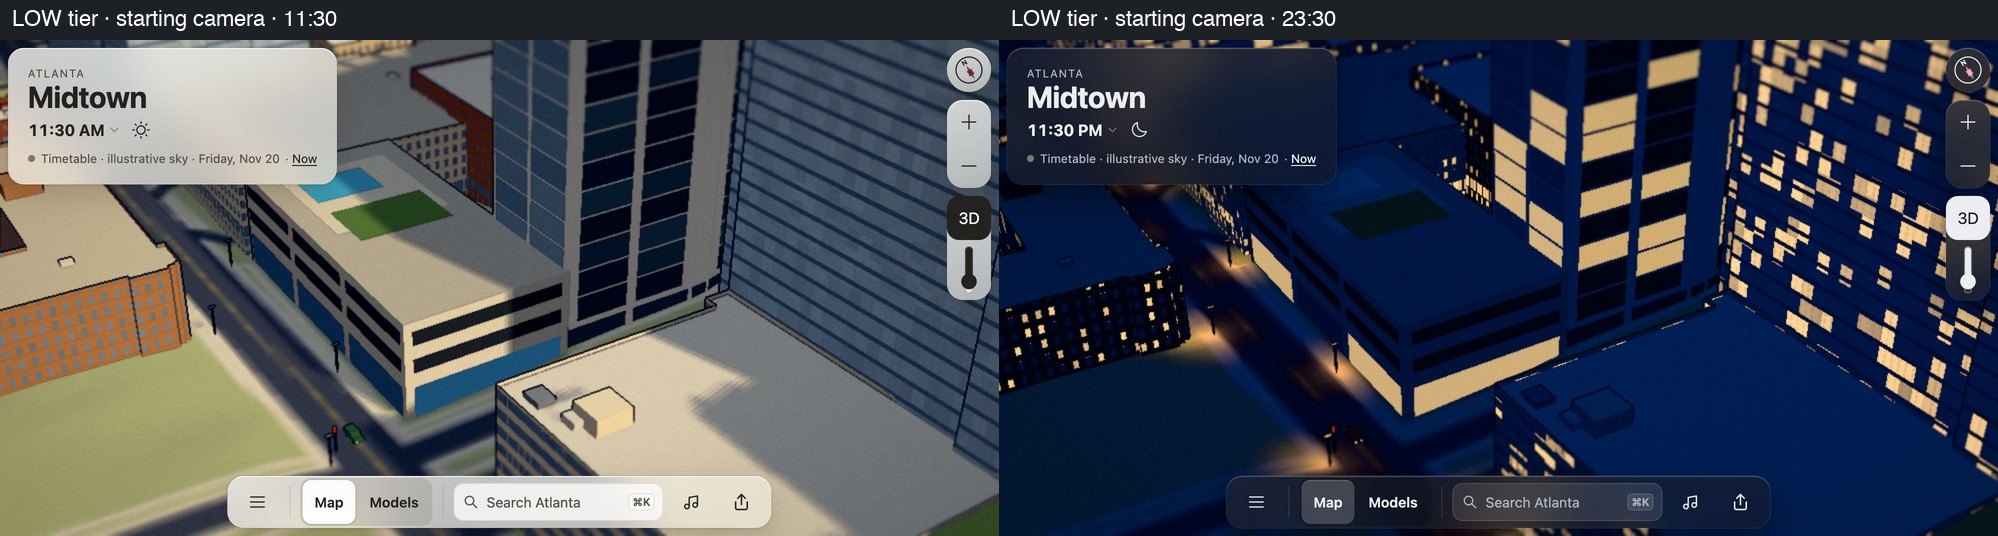 LOW tier · starting camera · 11:30
ATLANTA
Midtown
11:30 AM
Timetable · illustrative sky · Friday, Nov 20 · Now
N
+
−
3D
Map Models Search Atlanta ⌘K
LOW tier · starting camera · 23:30
ATLANTA
Midtown
11:30 PM
Timetable · illustrative sky · Friday, Nov 20 · Now
N
+
−
3D
Map Models Search Atlanta ⌘K